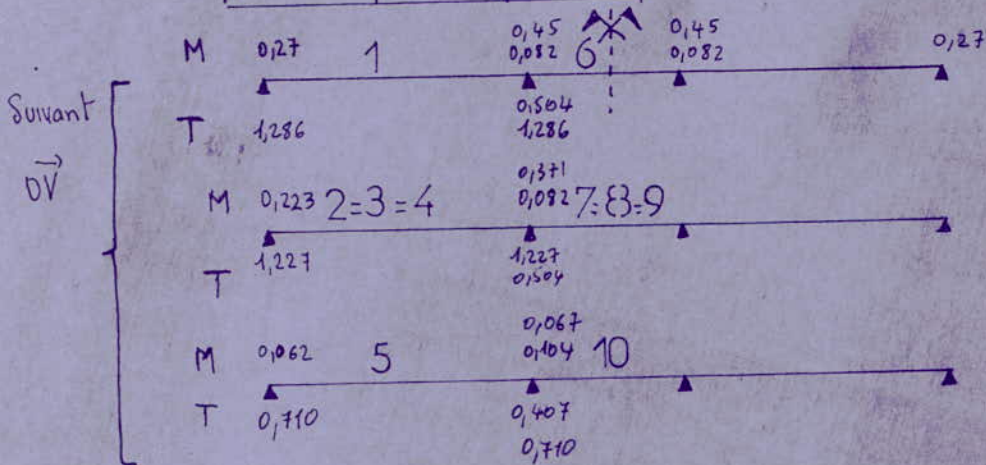 0,45 0,45
M 0,27 1 0,082 6 0,082 0,27
0,504
T 1,286 1,286
Suivant
OV
0,371
M 0,223 2=3=4 0,082 7=8=9
1,227 1,227
T 0,504
0,067
M 0,062 5 0,104 10
T 0,710 0,407
0,710